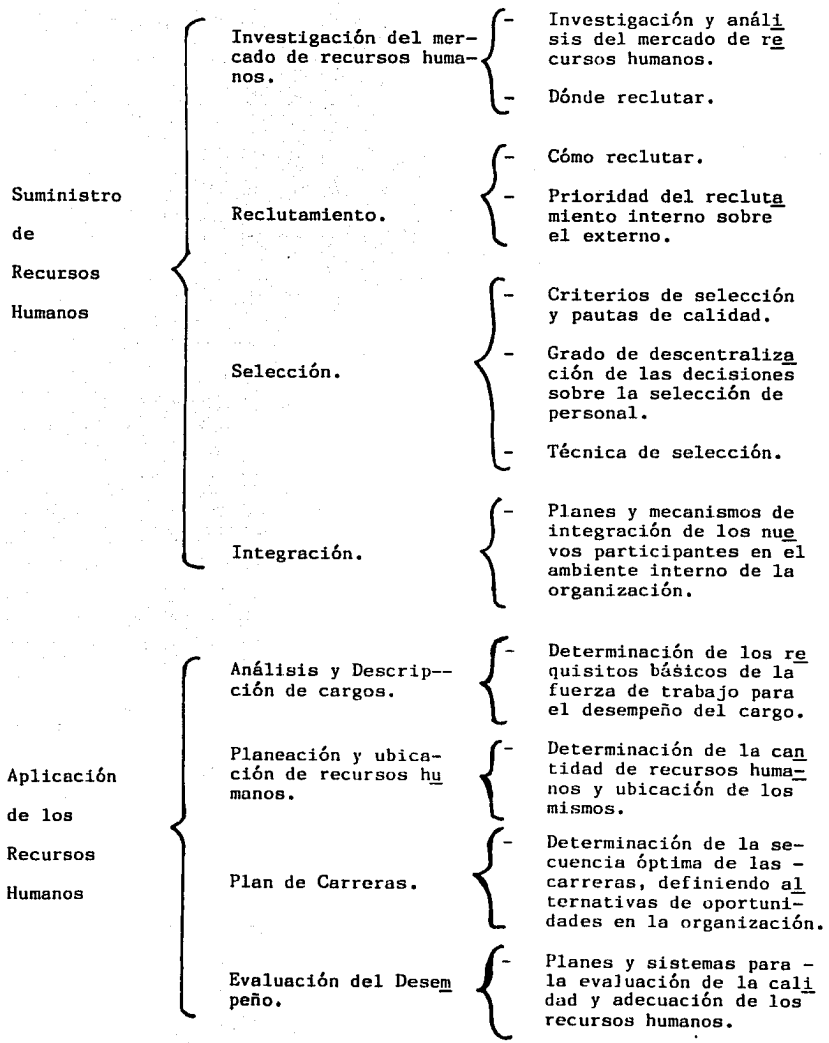 Suministro
de
Recursos
Humanos
Investigación del mer-
cado de recursos huma-
nos.
- Investigación y análi
sis del mercado de re
cursos humanos.
- Dónde reclutar.
Reclutamiento.
- Cómo reclutar.
- Prioridad del recluta
miento interno sobre
el externo.
Selección.
- Criterios de selección
y pautas de calidad.
- Grado de descentraliza
ción de las decisiones
sobre la selección de
personal.
- Técnica de selección.
Integración.
- Planes y mecanismos de
integración de los nue
vos participantes en el
ambiente interno de la
organización.
Aplicación
de los
Recursos
Humanos
Análisis y Descrip--
ción de cargos.
- Determinación de los re
quisitos básicos de la
fuerza de trabajo para
el desempeño del cargo.
Planeación y ubica-
ción de recursos hu
manos.
- Determinación de la can
tidad de recursos huma-
nos y ubicación de los
mismos.
Plan de Carreras.
- Determinación de la se-
cuencia óptima de las -
carreras, definiendo al
ternativas de oportuni-
dades en la organización.
Evaluación del Desem
peño.
- Planes y sistemas para -
la evaluación de la cali
dad y adecuación de los
recursos humanos.